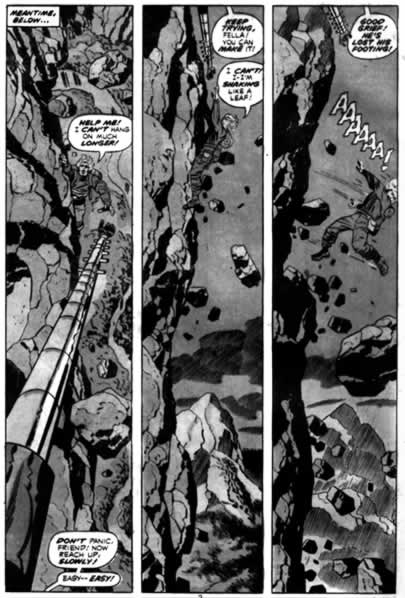 MEANTIME,
BELOW...
HELP ME!
I CAN'T HANG
ON MUCH
LONGER!
DON'T PANIC,
FRIEND! NOW
REACH UP,
SLOWLY!
EASY-- EASY!
KEEP
TRYING,
FELLA!
YOU CAN
MAKE IT!
I CAN'T!
I-I'M
SHAKING
LIKE A
LEAF!
GOOD
GRIEF!
HE'S
LOST HIS
FOOTING!
AAAAAAA!